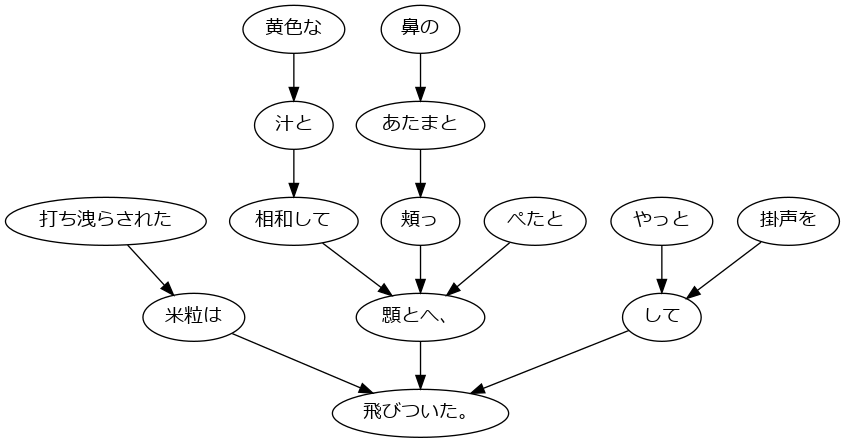 黄色な
鼻の
汁と
あたまと
打ち洩らされた
相和して
頬っ
ぺたと
やっと
掛声を
米粒は
顋とへ、
して
飛びついた。